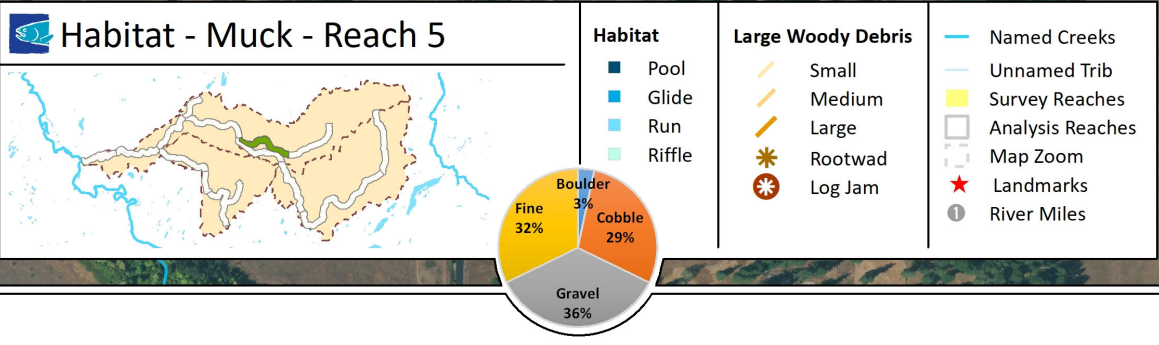 Habitat - Muck - Reach 5
Habitat
Pool
Glide
Run
Riffle
Large Woody Debris
Small
Medium
Large
Rootwad
Log Jam
Named Creeks
Unnamed Trib
Survey Reaches
Analysis Reaches
Map Zoom
Landmarks
1
River Miles
Boulder
3%
Cobble
29%
Gravel
36%
Fine
32%